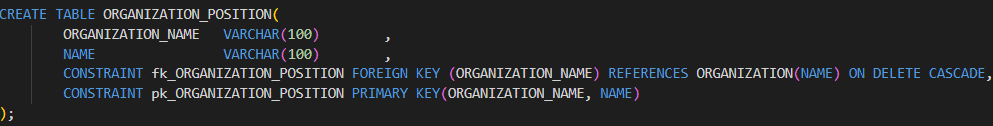 CREATE TABLE ORGANIZATION_POSITION(
ORGANIZATION_NAME VARCHAR(100) ,
NAME VARCHAR(100) ,
CONSTRAINT fk_ORGANIZATION_POSITION FOREIGN KEY (ORGANIZATION_NAME) REFERENCES ORGANIZATION(NAME) ON DELETE CASCADE,
CONSTRAINT pk_ORGANIZATION_POSITION PRIMARY KEY(ORGANIZATION_NAME, NAME)
);